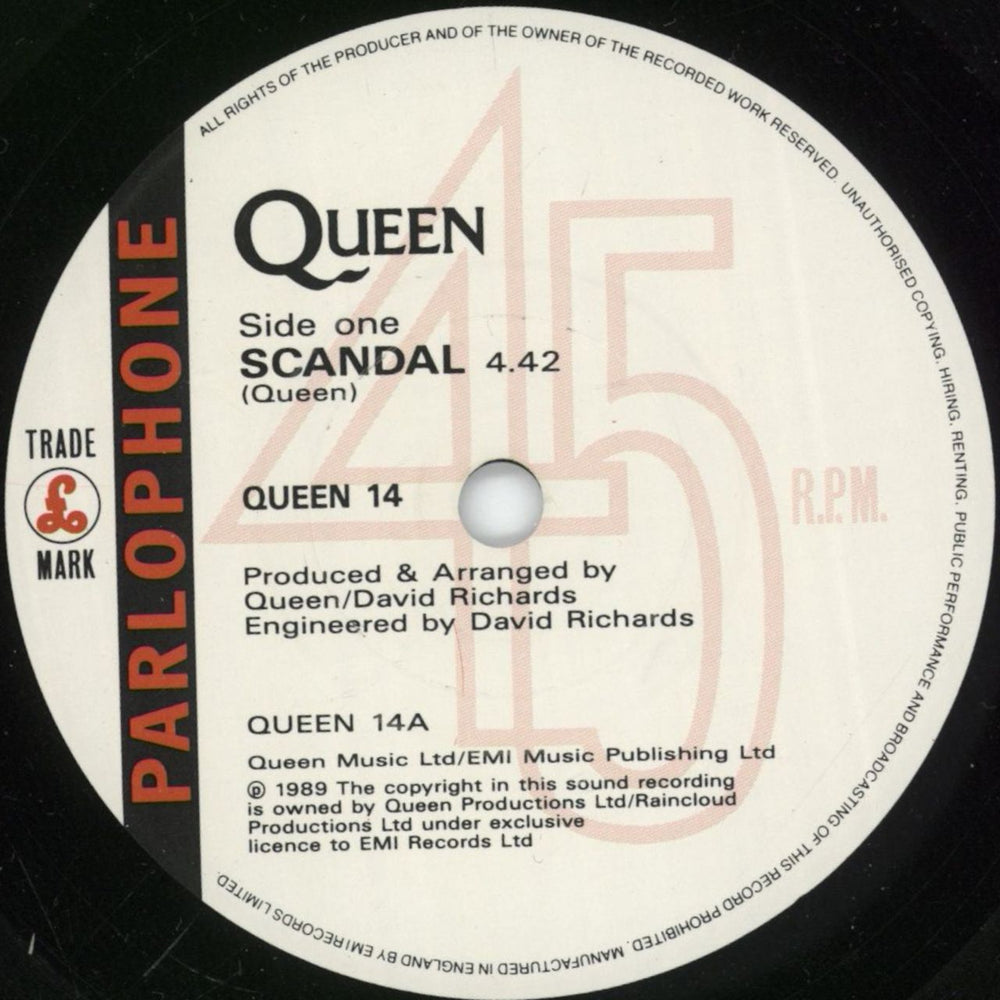 ALL RIGHTS OF THE PRODUCER AND OF THE OWNER OF THE RECORDED WORK RESERVED. UNAUTHORISED COPYING, HIRING, RENTING, PUBLIC PERFORMANCE AND BROADCASTING OF THIS RECORD PROHIBITED. MANUFACTURED IN ENGLAND BY EMI RECORDS LIMITED.
QUEEN
Side one
SCANDAL 4.42
(Queen)
45
R.P.M.
TRADE
£
MARK
PARLOPHONE
QUEEN 14
Produced & Arranged by
Queen/David Richards
Engineered by David Richards
QUEEN 14A
Queen Music Ltd/EMI Music Publishing Ltd
℗ 1989 The copyright in this sound recording
is owned by Queen Productions Ltd/Raincloud
Productions Ltd under exclusive
licence to EMI Records Ltd